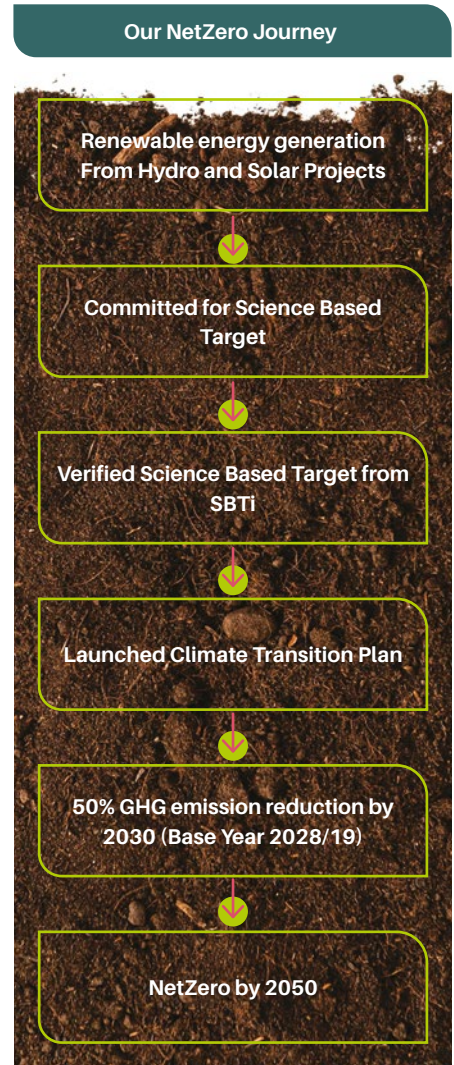 Our NetZero Journey
Renewable energy generation
From Hydro and Solar Projects
Committed for Science Based
Target
Verified Science Based Target from
SBTi
Launched Climate Transition Plan
50% GHG emission reduction by
2030 (Base Year 2028/19)
NetZero by 2050